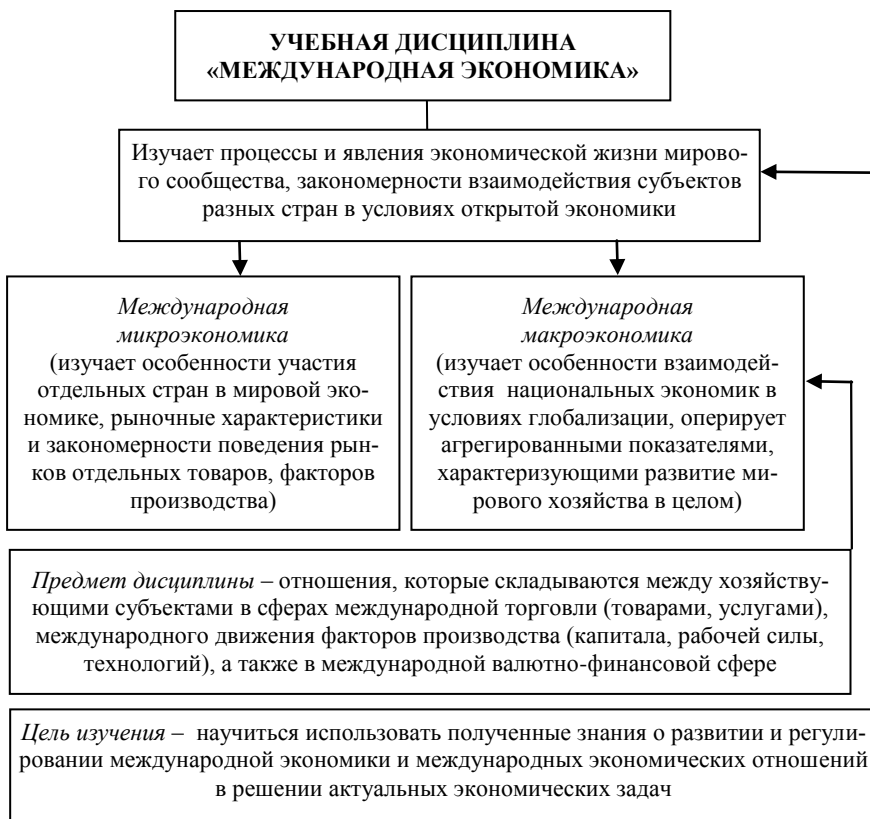 УЧЕБНАЯ ДИСЦИПЛИНА
«МЕЖДУНАРОДНАЯ ЭКОНОМИКА»
Изучает процессы и явления экономической жизни мирово-
го сообщества, закономерности взаимодействия субъектов
разных стран в условиях открытой экономики
Международная
микроэкономика
(изучает особенности участия
отдельных стран в мировой эко-
номике, рыночные характеристики
и закономерности поведения рын-
ков отдельных товаров, факторов
производства)
Международная
макроэкономика
(изучает особенности взаимодей-
ствия национальных экономик в
условиях глобализации, оперирует
агрегированными показателями,
характеризующими развитие ми-
рового хозяйства в целом)
Предмет дисциплины – отношения, которые складываются между хозяйству-
ющими субъектами в сферах международной торговли (товарами, услугами),
международного движения факторов производства (капитала, рабочей силы,
технологий), а также в международной валютно-финансовой сфере
Цель изучения – научиться использовать полученные знания о развитии и регули-
ровании международной экономики и международных экономических отношений
в решении актуальных экономических задач